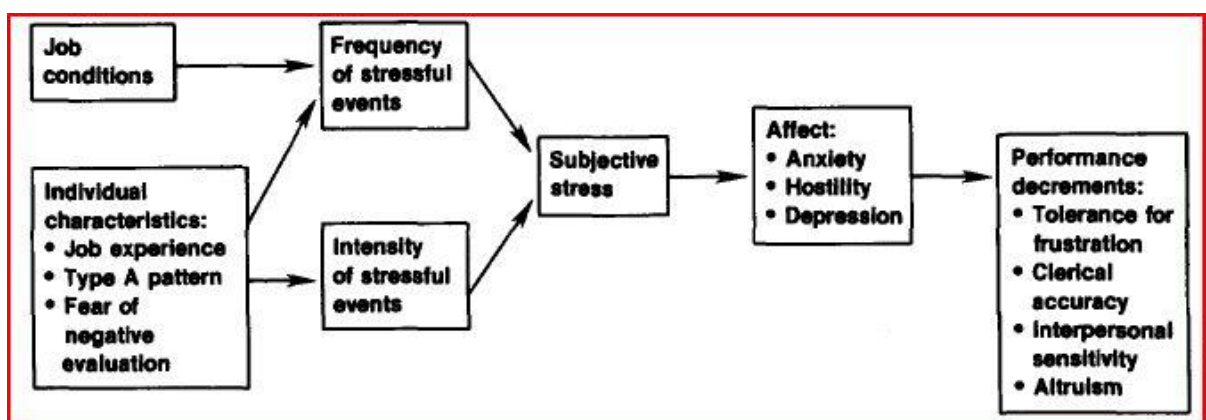 Job
conditions
Frequency
of stressful
events
Individual
characteristics:
• Job experience
• Type A pattern
• Fear of
negative
evaluation
Intensity
of stressful
events
Subjective
stress
Affect:
• Anxiety
• Hostility
• Depression
Performance
decrements:
• Tolerance for
frustration
• Clerical
accuracy
• Interpersonal
sensitivity
• Altruism